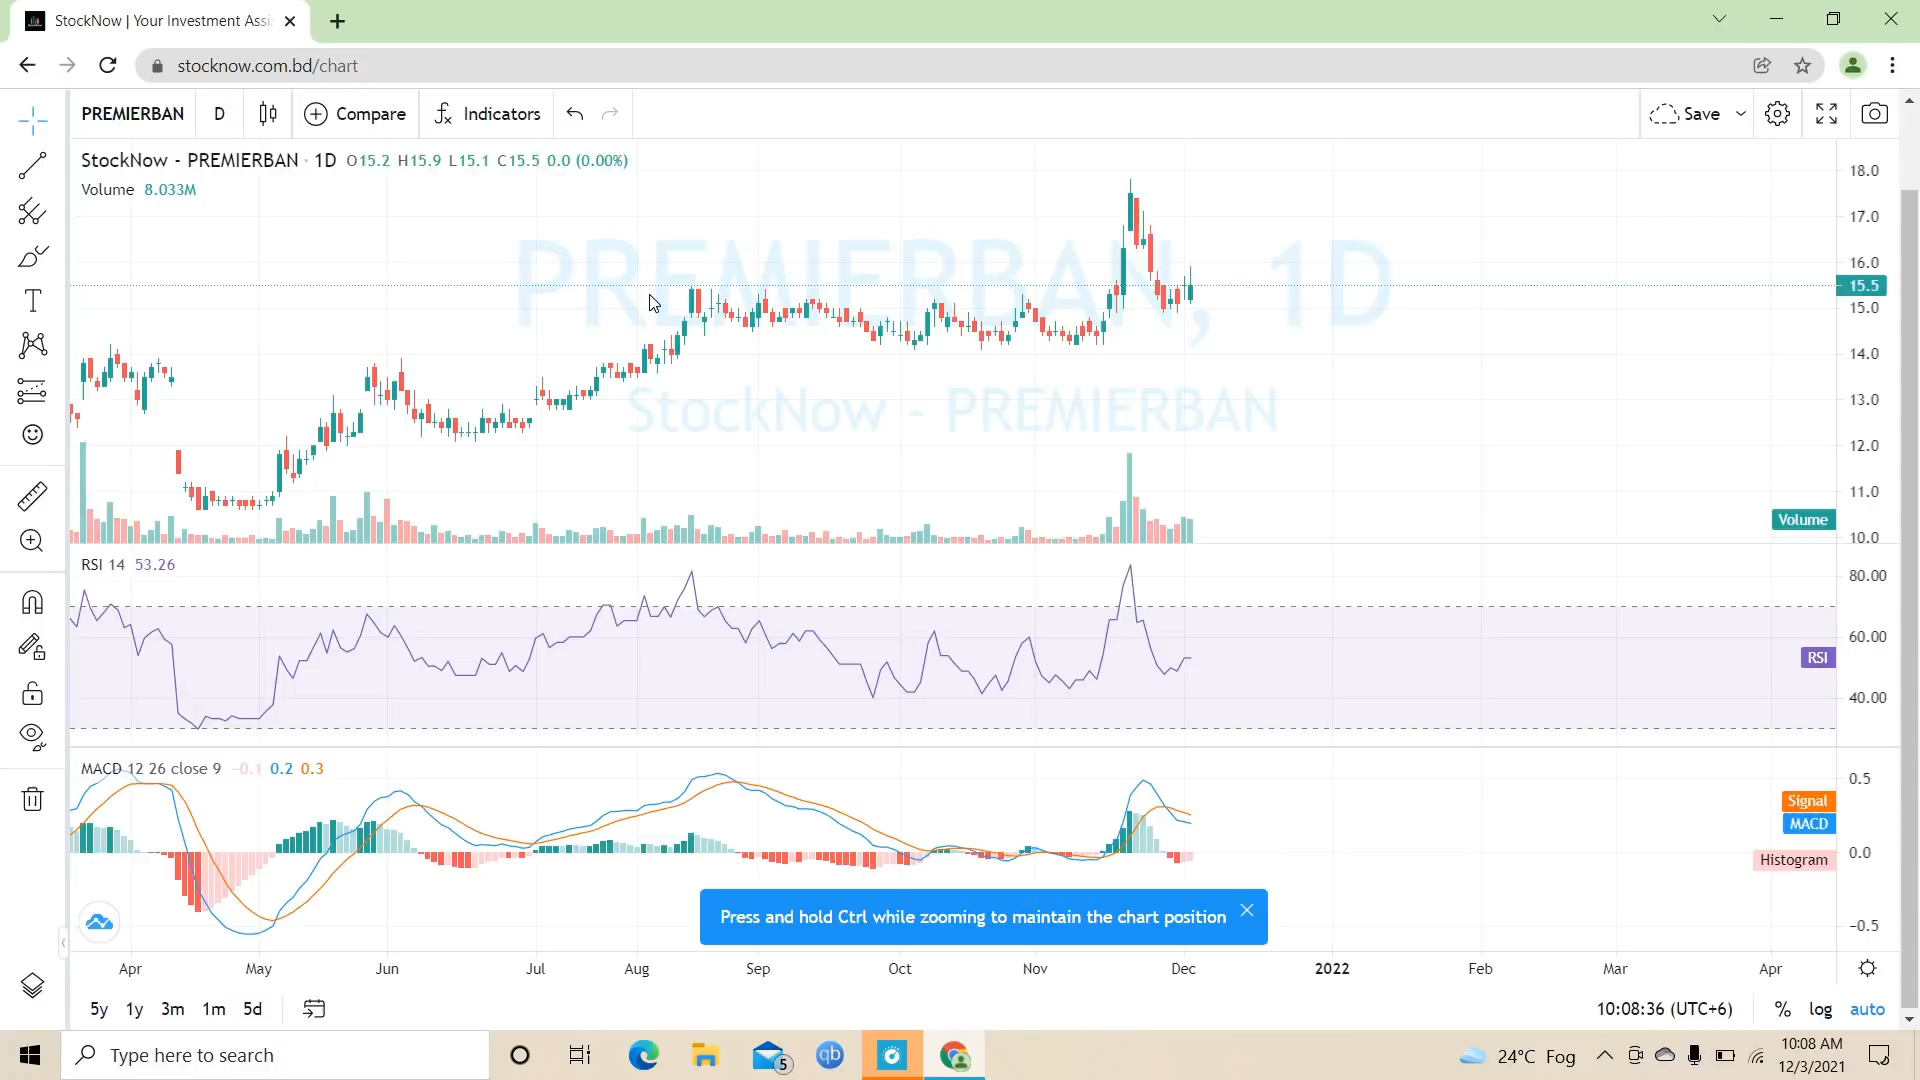 StockNow | Your Investment Assi
stocknow.com.bd/chart
PREMIERBAN D Compare Indicators Save
StockNow - PREMIERBAN · 1D O15.2 H15.9 L15.1 C15.5 0.0 (0.00%)
Volume 8.033M
PREMIERBAN, 1D
StockNow - PREMIERBAN
18.0
17.0
16.0
15.5
15.0
14.0
13.0
12.0
11.0
Volume
10.0
RSI 14 53.26
80.00
60.00
RSI
40.00
MACD 12 26 close 9 −0.1 0.2 0.3
0.5
Signal
MACD
0.0
Histogram
−0.5
Press and hold Ctrl while zooming to maintain the chart position
Apr May Jun Jul Aug Sep Oct Nov Dec 2022 Feb Mar Apr
5y 1y 3m 1m 5d 10:08:36 (UTC+6) % log auto
Type here to search 5 qb 24°C Fog 10:08 AM
12/3/2021